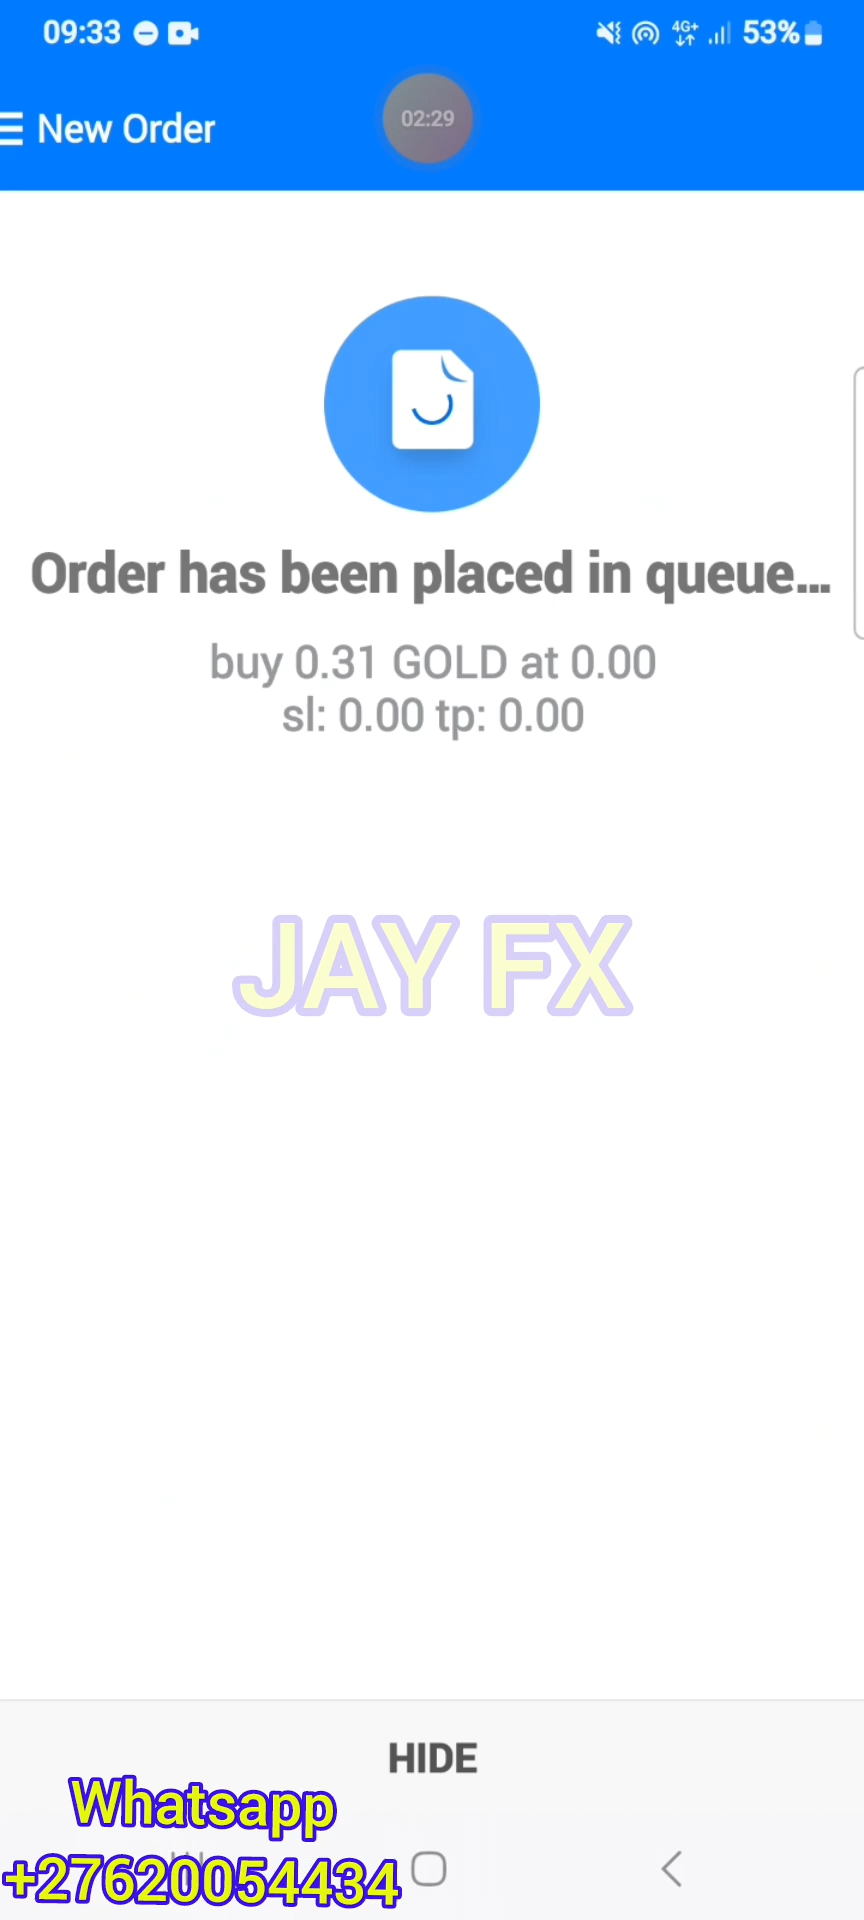 09:33 4G+ 53%
New Order
02:29
Order has been placed in queue...
buy 0.31 GOLD at 0.00
sl: 0.00 tp: 0.00
JAY FX
HIDE
Whatsapp
+27620054434